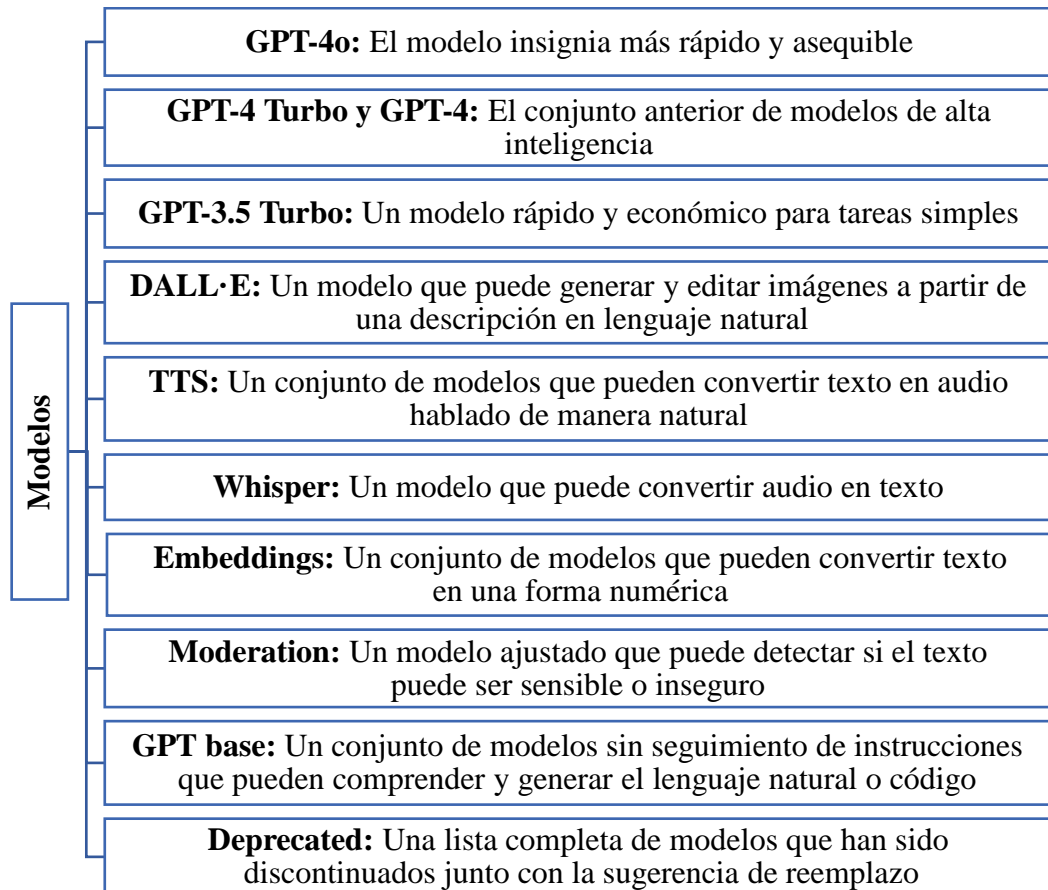 GPT-4o: El modelo insignia más rápido y asequible
GPT-4 Turbo y GPT-4: El conjunto anterior de modelos de alta
inteligencia
GPT-3.5 Turbo: Un modelo rápido y económico para tareas simples
DALL·E: Un modelo que puede generar y editar imágenes a partir de
una descripción en lenguaje natural
TTS: Un conjunto de modelos que pueden convertir texto en audio
hablado de manera natural
Modelos
Whisper: Un modelo que puede convertir audio en texto
Embeddings: Un conjunto de modelos que pueden convertir texto
en una forma numérica
Moderation: Un modelo ajustado que puede detectar si el texto
puede ser sensible o inseguro
GPT base: Un conjunto de modelos sin seguimiento de instrucciones
que pueden comprender y generar el lenguaje natural o código
Deprecated: Una lista completa de modelos que han sido
discontinuados junto con la sugerencia de reemplazo